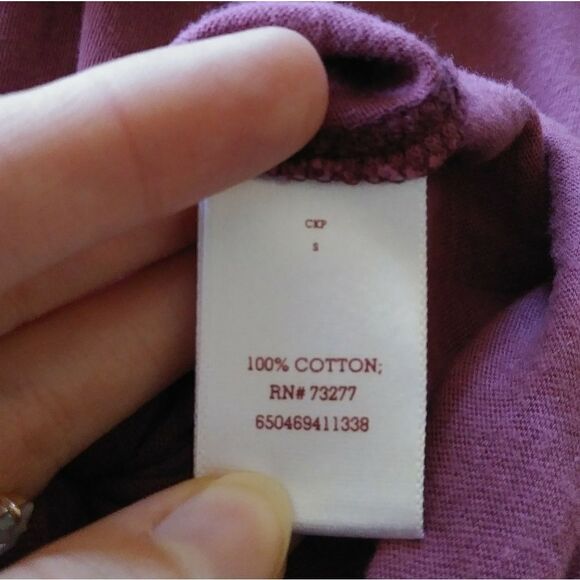 CKP
S
100% COTTON;
RN# 73277
650469411338